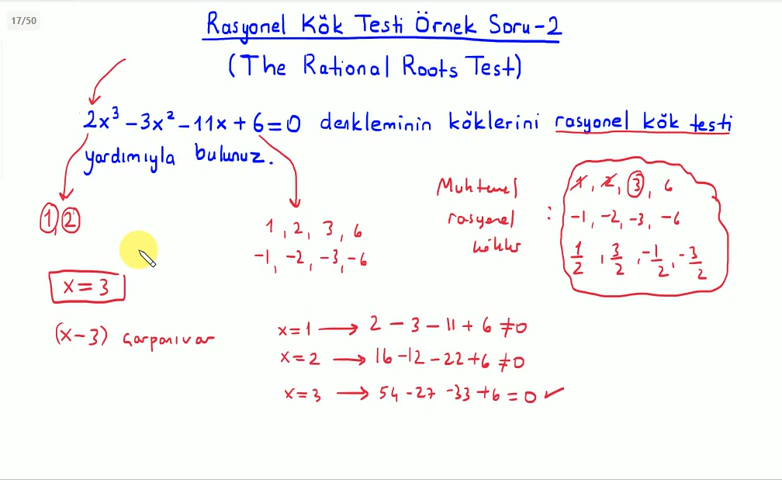 17/50
Rasyonel Kök Testi Örnek Soru-2
(The Rational Roots Test)
2x³ - 3x² - 11x + 6 = 0 denkleminin köklerini rasyonel kök testi
yardımıyla bulunuz.
1, 2
1, 2, 3, 6
-1, -2, -3, -6
Muhtemel
rasyonel :
kökler
1, 2, 3, 6
-1, -2, -3, -6
1/2, 3/2, -1/2, -3/2
x = 3
(x-3) çarpanı var
x=1 → 2 - 3 - 11 + 6 ≠ 0
x=2 → 16 - 12 - 22 + 6 ≠ 0
x=3 → 54 - 27 - 33 + 6 = 0 ✓